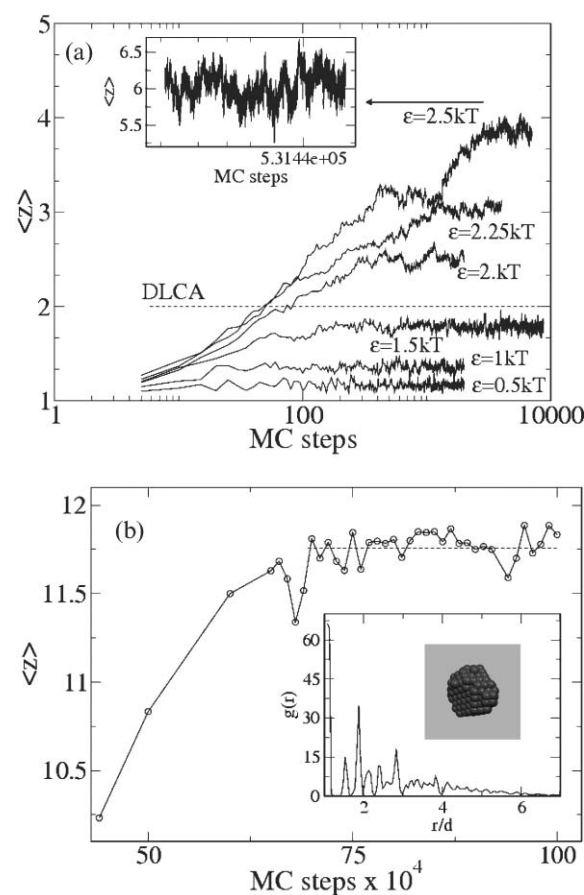 (a)
5
4
3
2
1
<z>
6.5
6
5.5
<z>
5.3144e+05
MC steps
ε=2.5kT
ε=2.25kT
ε=2.kT
DLCA
ε=1.5kT
ε=1kT
ε=0.5kT
1 100 10000
MC steps
(b)
12
11.5
11
10.5
<z>
60
45
30
15
0
g(r)
2 4 6
r/d
50 75 100
MC steps x 10^4